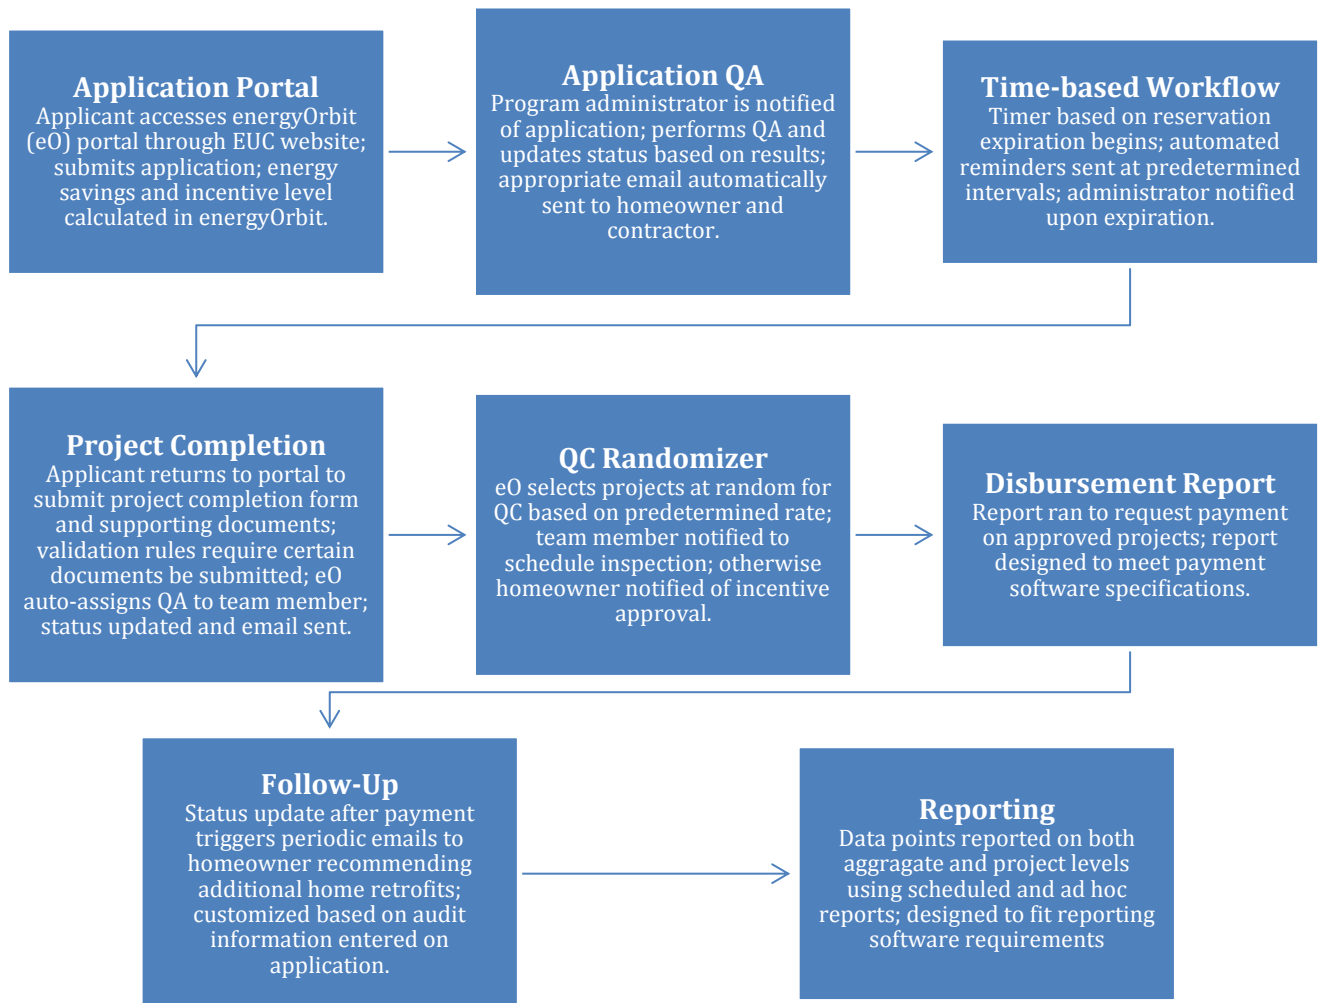 Application Portal
Applicant accesses energyOrbit
(eO) portal through EUC website;
submits application; energy
savings and incentive level
calculated in energyOrbit.
Application QA
Program administrator is notified
of application; performs QA and
updates status based on results;
appropriate email automatically
sent to homeowner and
contractor.
Time-based Workflow
Timer based on reservation
expiration begins; automated
reminders sent at predetermined
intervals; administrator notified
upon expiration.
Project Completion
Applicant returns to portal to
submit project completion form
and supporting documents;
validation rules require certain
documents be submitted; eO
auto-assigns QA to team member;
status updated and email sent.
QC Randomizer
eO selects projects at random for
QC based on predetermined rate;
team member notified to
schedule inspection; otherwise
homeowner notified of incentive
approval.
Disbursement Report
Report ran to request payment
on approved projects; report
designed to meet payment
software specifications.
Follow-Up
Status update after payment
triggers periodic emails to
homeowner recommending
additional home retrofits;
customized based on audit
information entered on
application.
Reporting
Data points reported on both
aggragate and project levels
using scheduled and ad hoc
reports; designed to fit reporting
software requirements